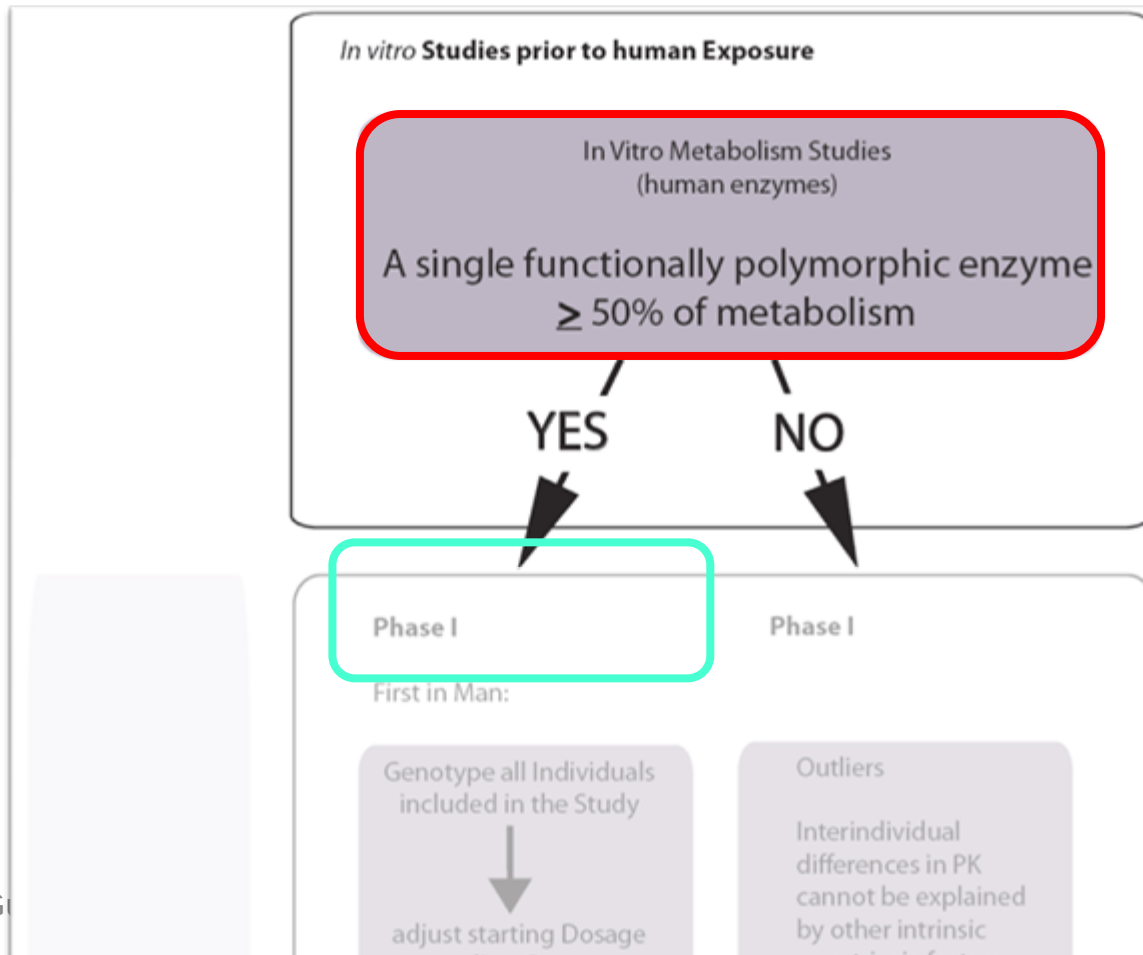 In vitro Studies prior to human Exposure
In Vitro Metabolism Studies
(human enzymes)
A single functionally polymorphic enzyme
≥ 50% of metabolism
YES
NO
Phase I
First in Man:
Genotype all Individuals
included in the Study
adjust starting Dosage
Phase I
Outliers
Interindividual
differences in PK
cannot be explained
by other intrinsic